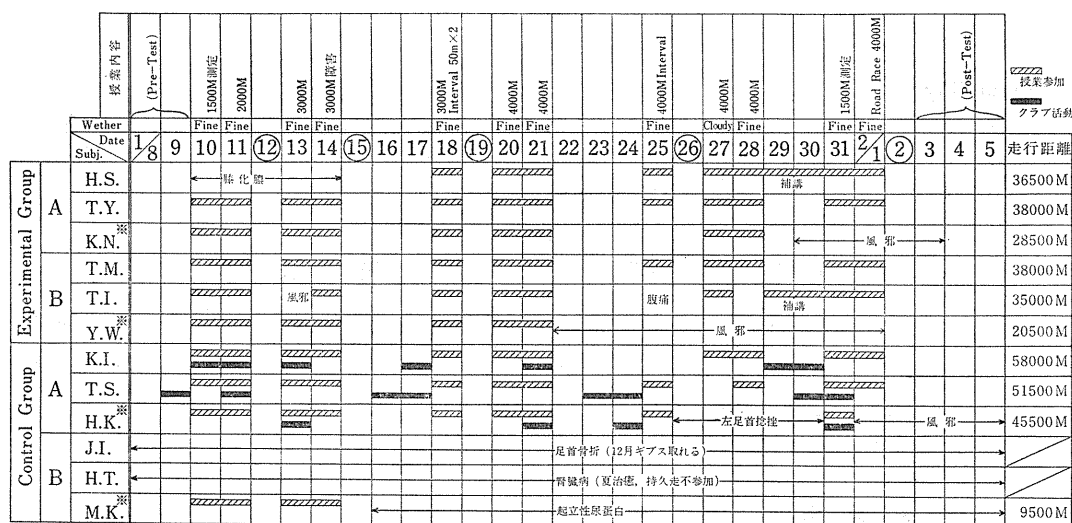 授業内容
(Pre-Test)
1500M測定
2000M
3000M
3000M障害
3000M
Interval 50m×2
4000M
4000M
4000M Interval
4000M
4000M
1500M測定
Road Race 4000M
(Post-Test)
授業参加
クラブ活動
Wether Fine Fine Fine Fine Fine Fine Fine Fine Cloudy Fine Fine Fine
Date
Subj.
1/8 9 10 11 ⑫ 13 14 ⑮ 16 17 18 ⑲ 20 21 22 23 24 25 ㉖ 27 28 29 30 31 2/1 ② 3 4 5 走行距離
Experimental Group
A
H.S. 膝化膿 補講 36500M
T.Y. 38000M
K.N.※ 風邪 28500M
B
T.M. 38000M
T.I. 風邪 腹痛 補講 35000M
Y.W.※ 風邪 20500M
Control Group
A
K.I. 58000M
T.S. 51500M
H.K.※ 左足首捻挫 風邪 45500M
B
J.I. 足首骨折(12月ギブス取れる)
H.T. 腎臓病(夏治癒,持久走不参加)
M.K.※ 起立性尿蛋白 9500M